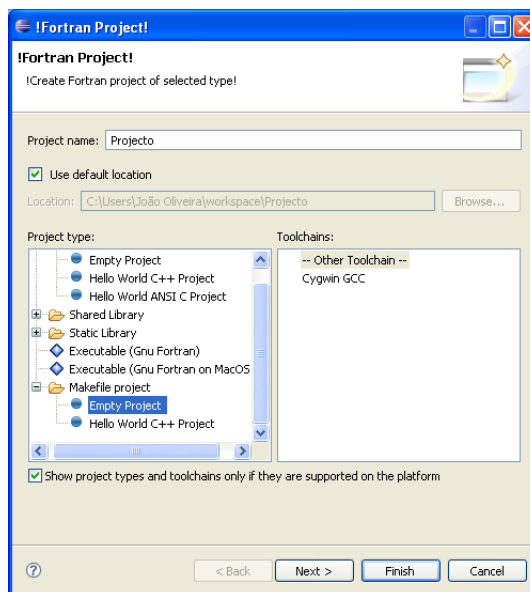 !Fortran Project!
!Fortran Project!
!Create Fortran project of selected type!
Project name: Projecto
Use default location
Location: C:\Users\João Oliveira\workspace\Projecto Browse...
Project type: Toolchains:
Empty Project -- Other Toolchain --
Hello World C++ Project Cygwin GCC
Hello World ANSI C Project
Shared Library
Static Library
Executable (Gnu Fortran)
Executable (Gnu Fortran on MacOS
Makefile project
Empty Project
Hello World C++ Project
Show project types and toolchains only if they are supported on the platform
? < Back Next > Finish Cancel